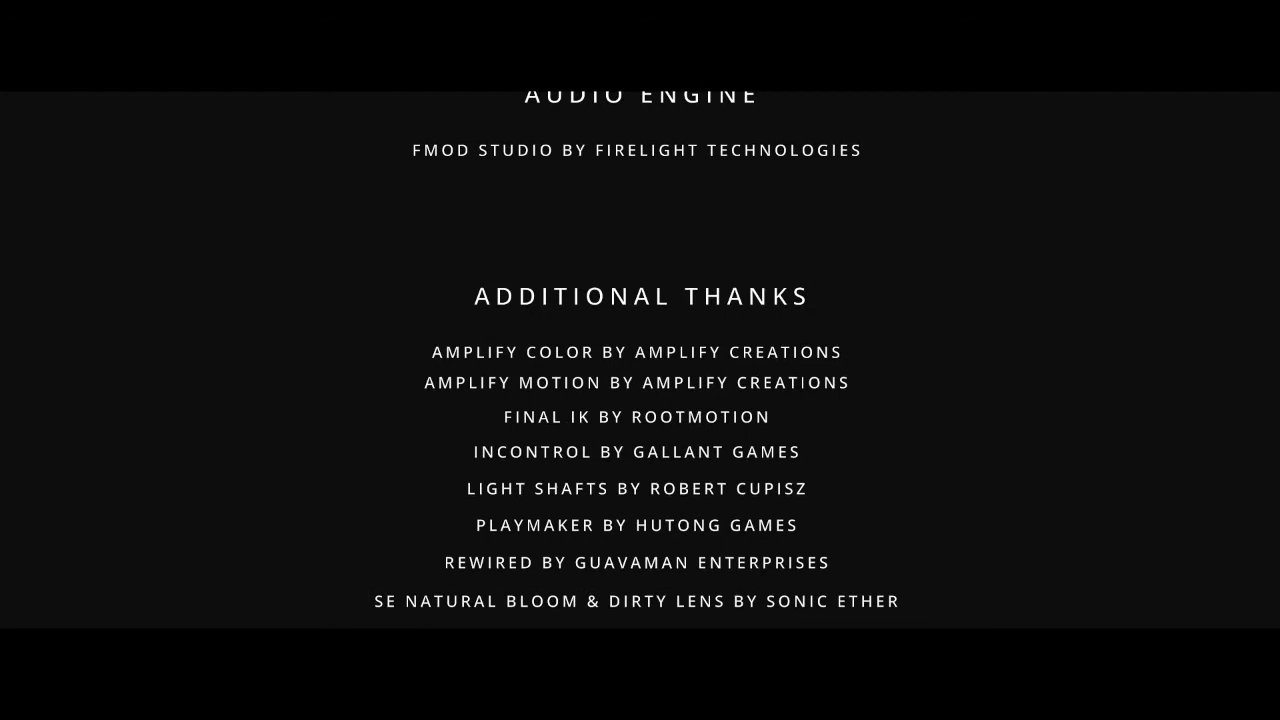 AUDIO ENGINE
FMOD STUDIO BY FIRELIGHT TECHNOLOGIES
ADDITIONAL THANKS
AMPLIFY COLOR BY AMPLIFY CREATIONS
AMPLIFY MOTION BY AMPLIFY CREATIONS
FINAL IK BY ROOTMOTION
INCONTROL BY GALLANT GAMES
LIGHT SHAFTS BY ROBERT CUPISZ
PLAYMAKER BY HUTONG GAMES
REWIRED BY GUAVAMAN ENTERPRISES
SE NATURAL BLOOM & DIRTY LENS BY SONIC ETHER